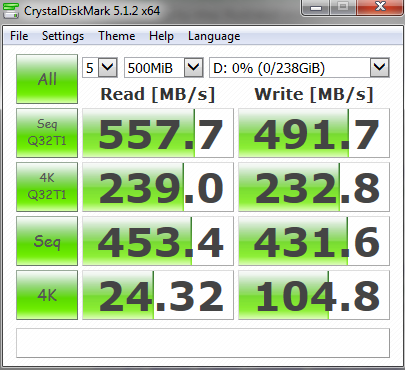 CrystalDiskMark 5.1.2 x64
File Settings Theme Help Language
All 5 500MiB D: 0% (0/238GiB)
Read [MB/s] Write [MB/s]
Seq
Q32T1 557.7 491.7
4K
Q32T1 239.0 232.8
Seq 453.4 431.6
4K 24.32 104.8